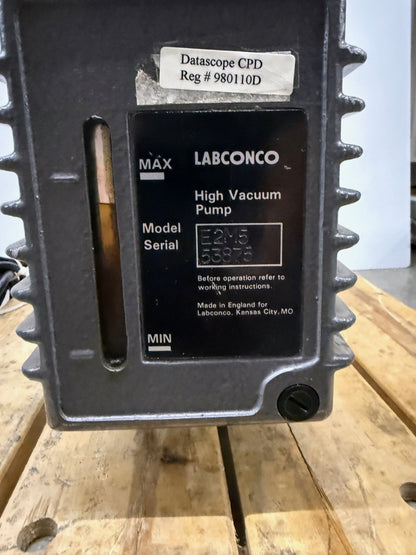 Datascope CPD
Reg # 980110D
MAX
LABCONCO
High Vacuum
Pump
Model
Serial
E2M5
Before operation refer to
working instructions.
Made in England for
Labconco, Kansas City, MO
MIN